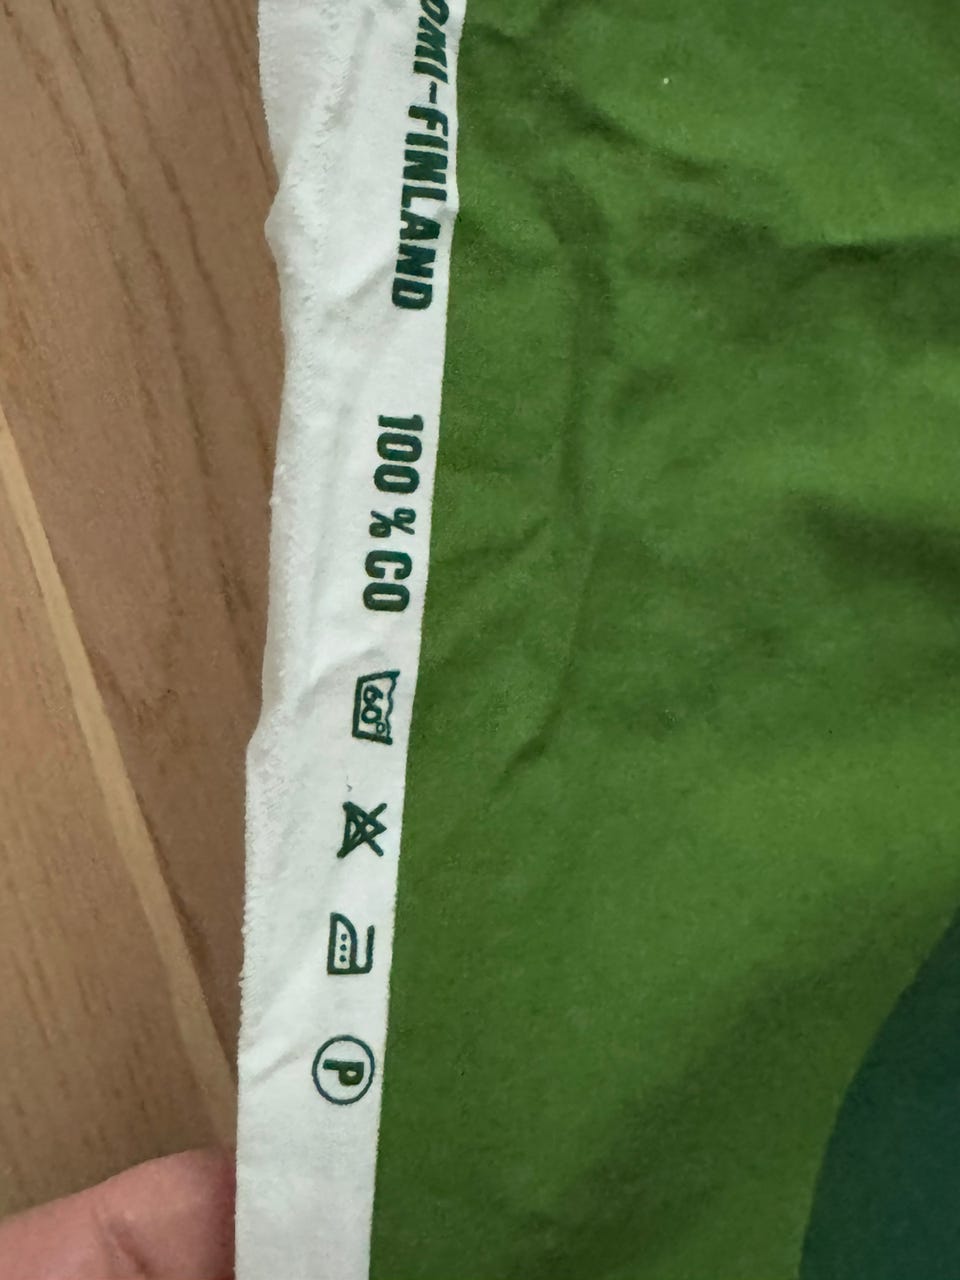 OMI-FINLAND 100 % CO 60° P